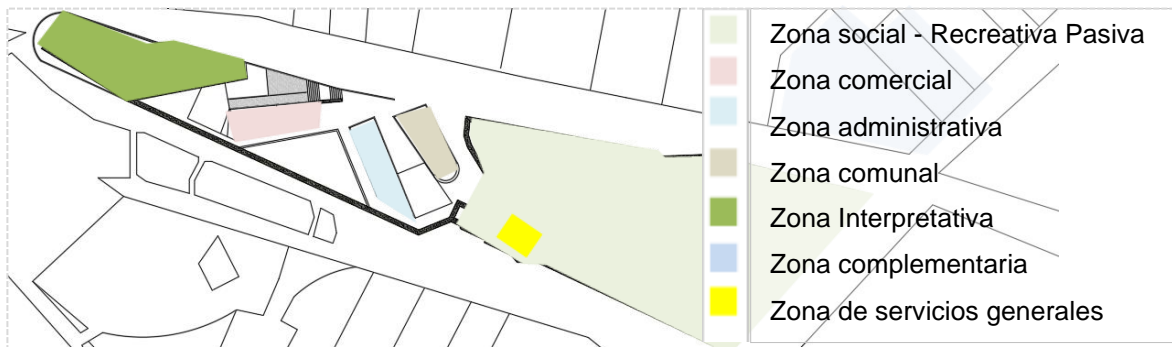 Zona social - Recreativa Pasiva
Zona comercial
Zona administrativa
Zona comunal
Zona Interpretativa
Zona complementaria
Zona de servicios generales